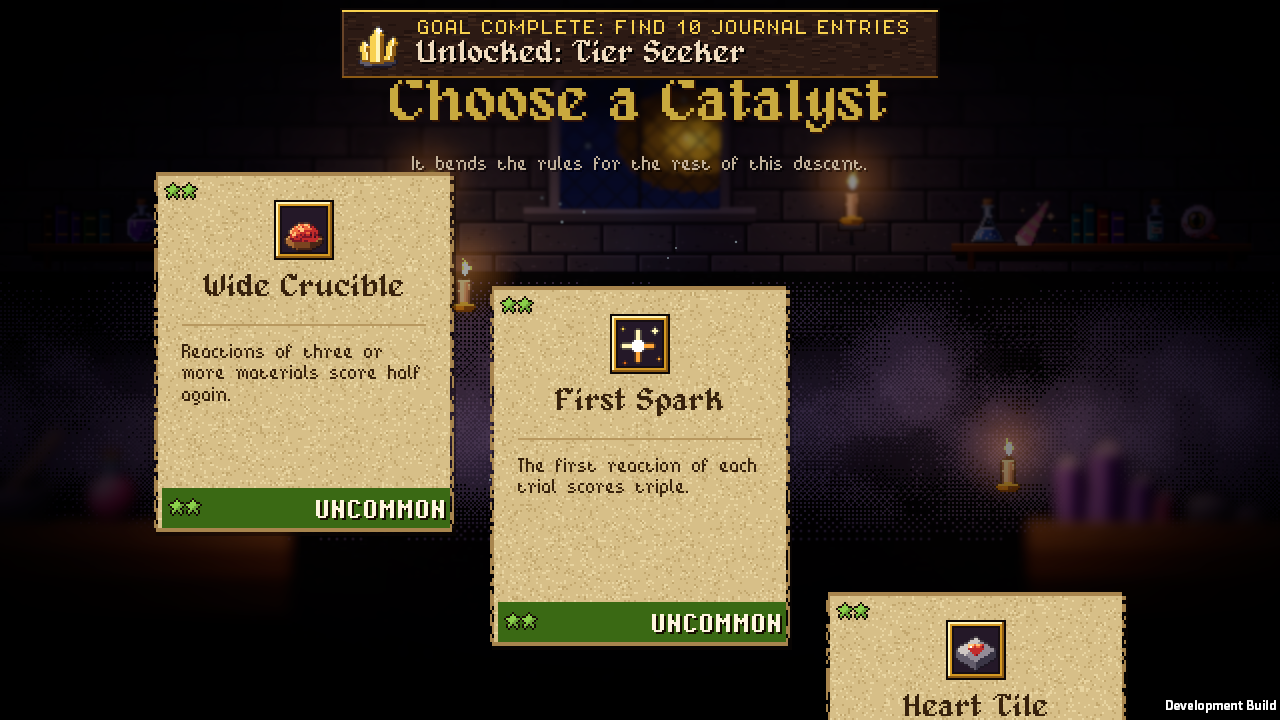 GOAL COMPLETE: FIND 10 JOURNAL ENTRIES
Unlocked: Tier Seeker
Choose a Catalyst
It bends the rules for the rest of this descent.
Wide Crucible
Reactions of three or
more materials score half
again.
UNCOMMON
First Spark
The first reaction of each
trial scores triple.
UNCOMMON
Heart Tile
Development Build